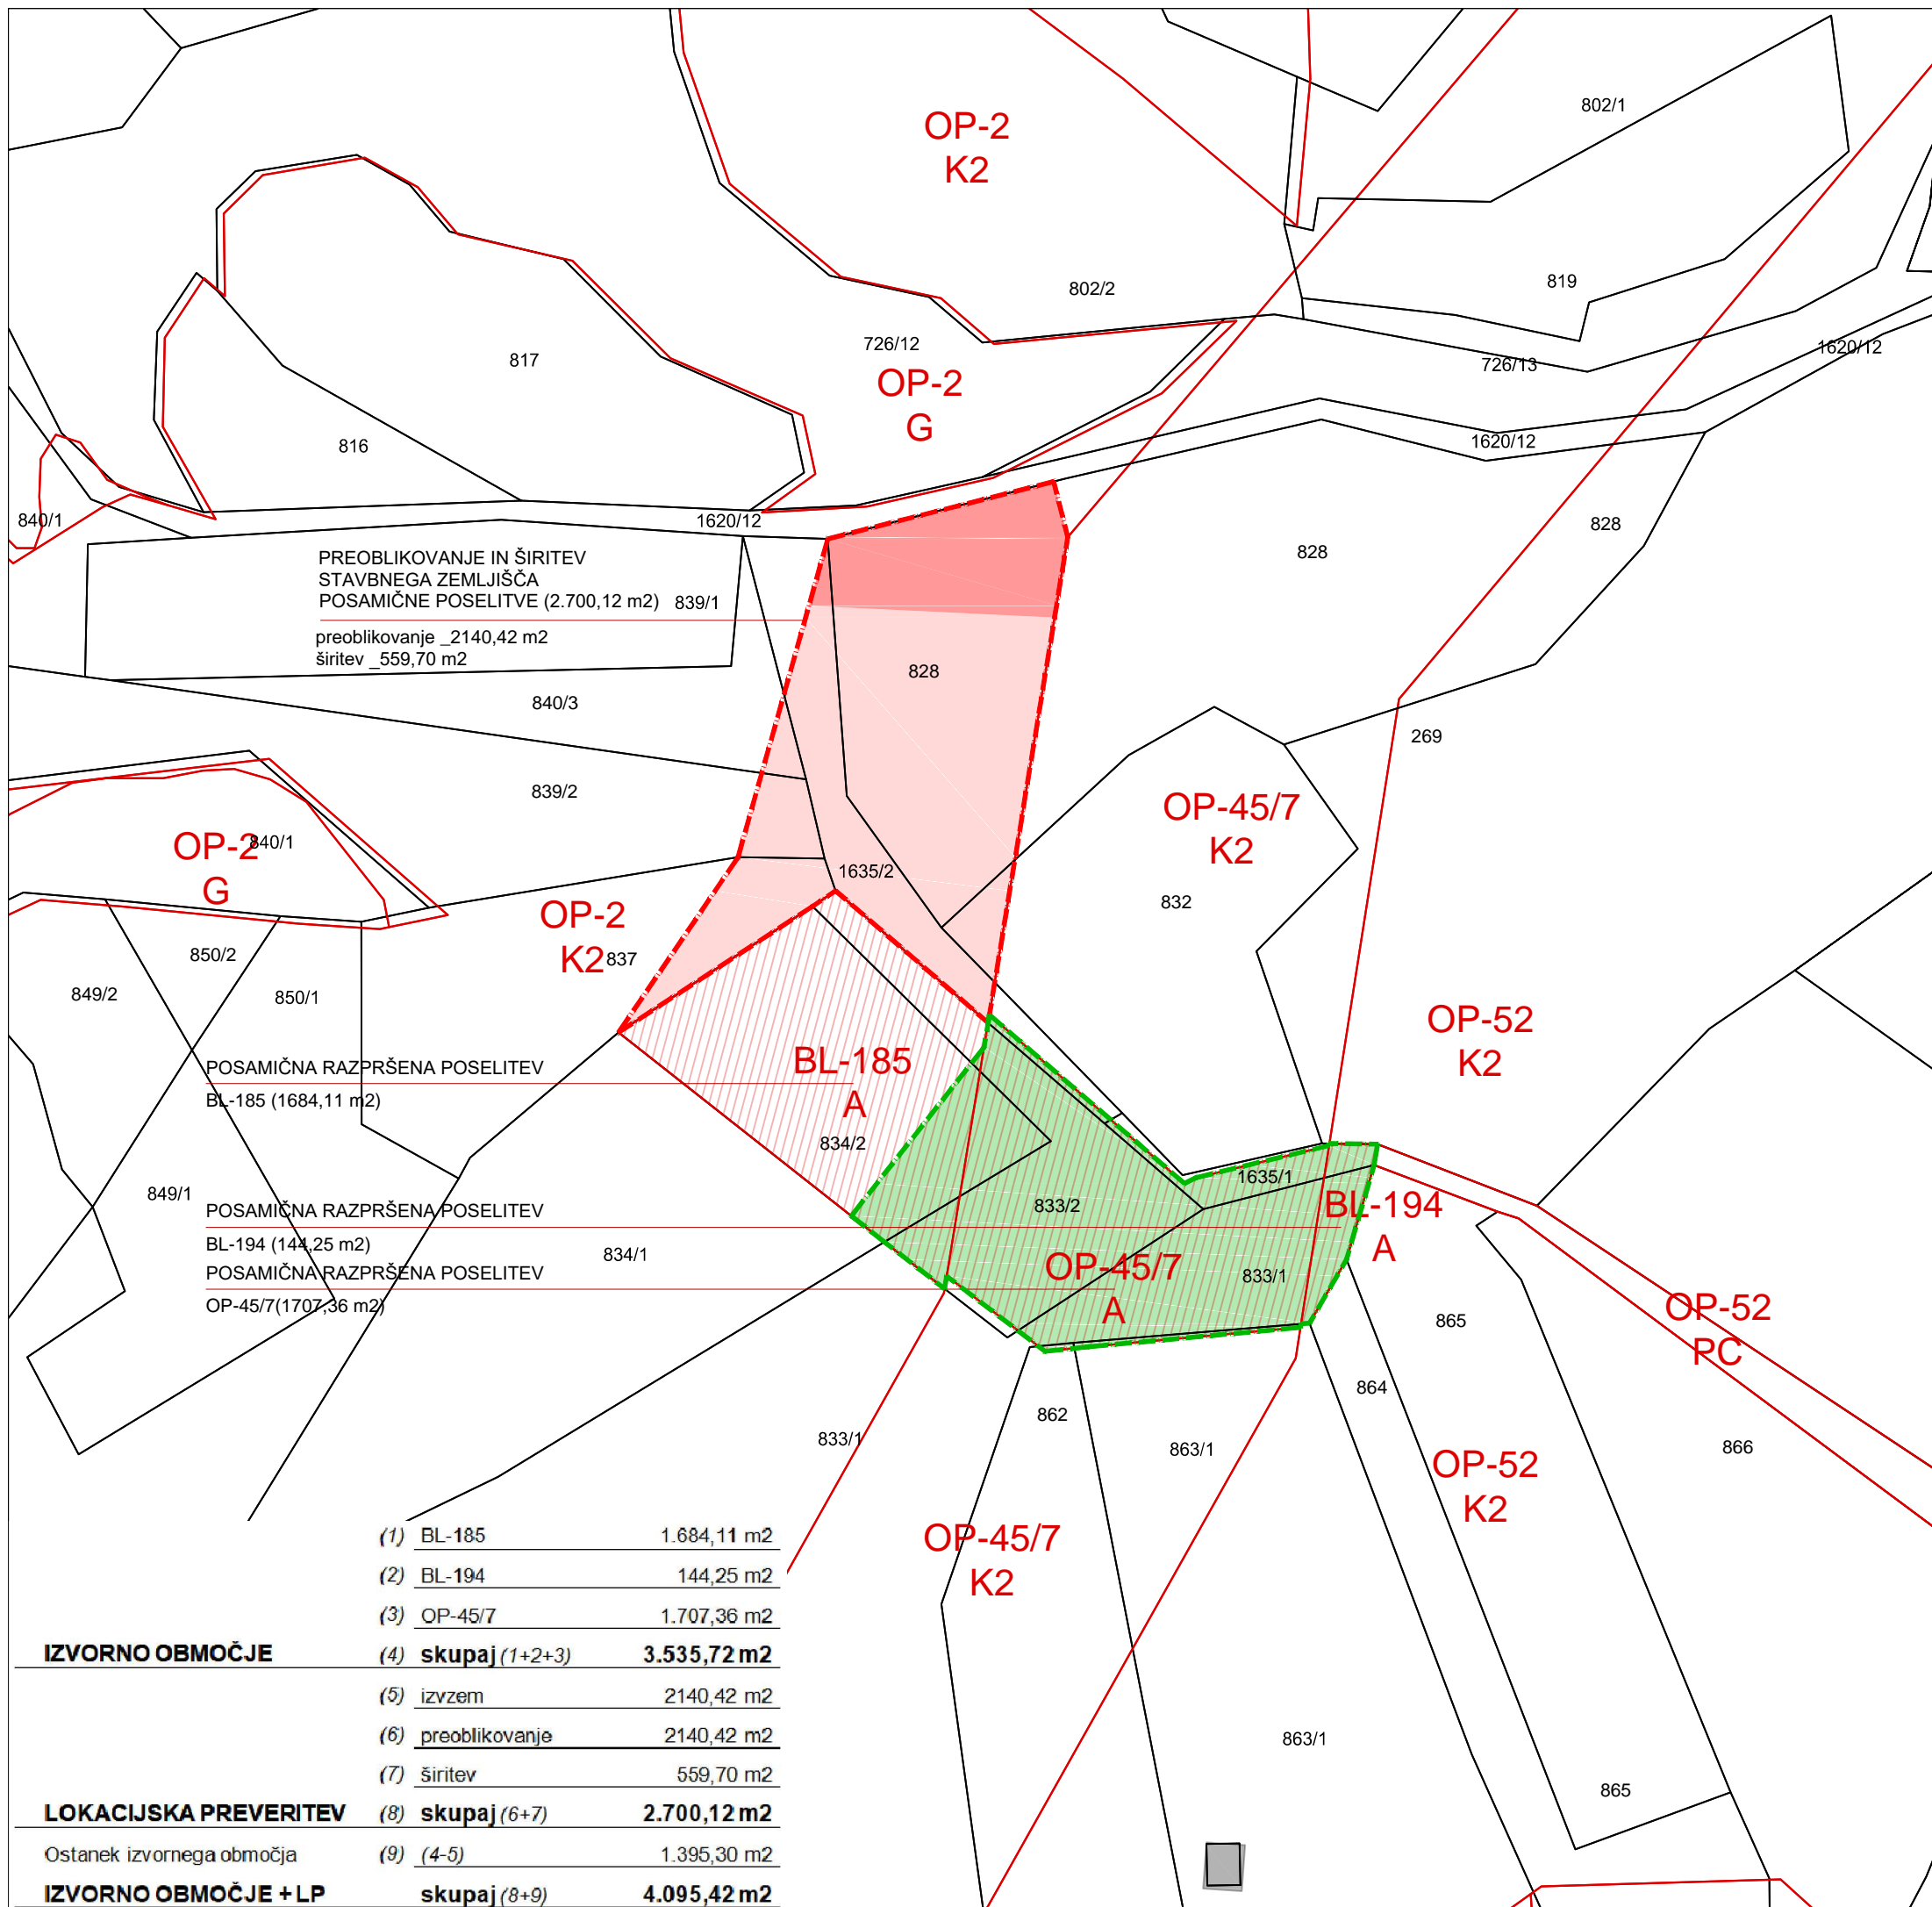 802/1
OP-2
K2
802/2
819
726/12
817
726/13
1620/12
OP-2
G
816
1620/12
840/1
1620/12
828
828
PREOBLIKOVANJE IN ŠIRITEV
STAVBNEGA ZEMLJIŠČA
POSAMIČNE POSELITVE (2.700,12 m2)
839/1
preoblikovanje _2140,42 m2
širitev _559,70 m2
828
840/3
269
839/2
OP-45/7
K2
OP-2
840/1
G
1635/2
832
OP-2
K2
837
850/2
849/2
850/1
OP-52
K2
POSAMIČNA RAZPRŠENA POSELITEV
BL-185 (1684,11 m2)
BL-185
A
834/2
849/1
1635/1
POSAMIČNA RAZPRŠENA POSELITEV
BL-194 (144,25 m2)
833/2
BL-194
A
834/1
POSAMIČNA RAZPRŠENA POSELITEV
OP-45/7(1707,36 m2)
OP-45/7
A
833/1
865
OP-52
PC
864
862
833/1
863/1
866
OP-52
K2
OP-45/7
K2
863/1
865
(1) BL-185 1.684,11 m2
(2) BL-194 144,25 m2
(3) OP-45/7 1.707,36 m2
IZVORNO OBMOČJE (4) skupaj (1+2+3) 3.535,72 m2
(5) izvzem 2140,42 m2
(6) preoblikovanje 2140,42 m2
(7) širitev 559,70 m2
LOKACIJSKA PREVERITEV (8) skupaj (6+7) 2.700,12 m2
Ostanek izvornega območja (9) (4-5) 1.395,30 m2
IZVORNO OBMOČJE + LP skupaj (8+9) 4.095,42 m2